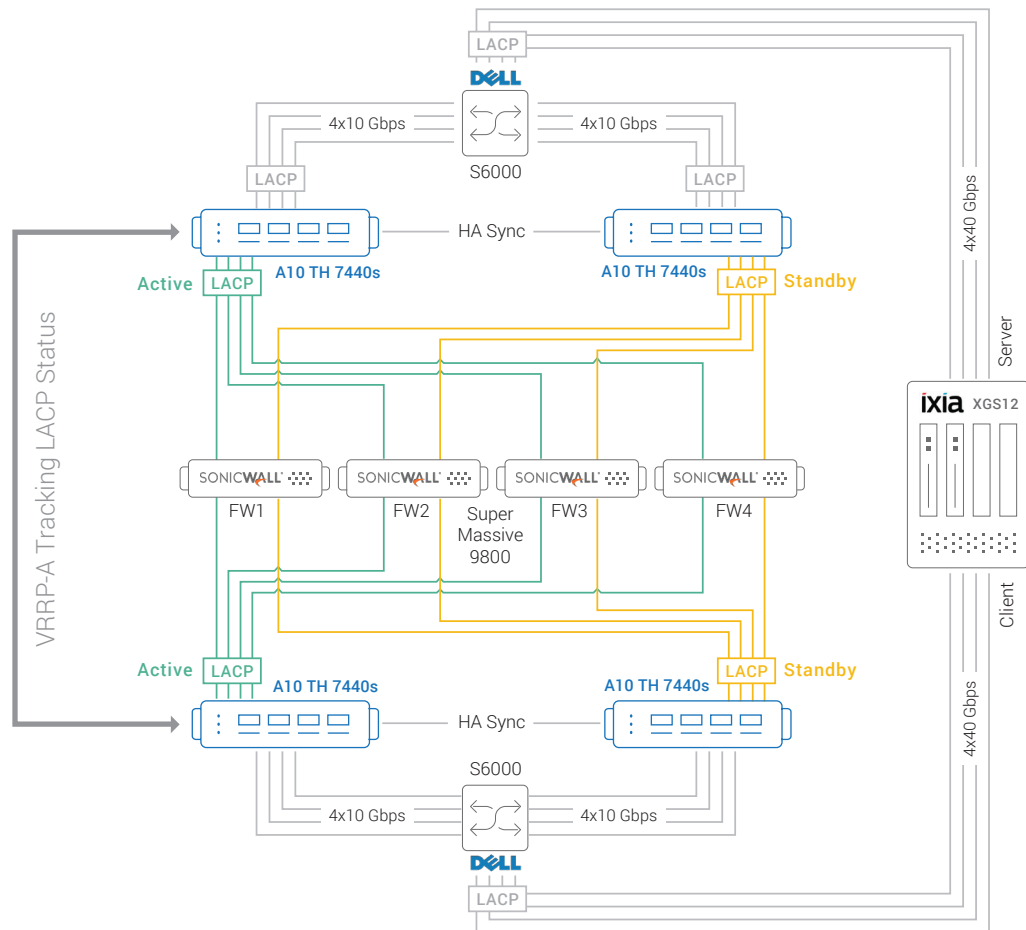 LACP
DELL
4x10 Gbps
4x10 Gbps
S6000
LACP
LACP
HA Sync
A10 TH 7440s
A10 TH 7440s
Active
LACP
LACP
Standby
4x40 Gbps
Server
VRRP-A Tracking LACP Status
ixia XGS12
SONICWALL
SONICWALL
SONICWALL
SONICWALL
FW1
FW2
Super
Massive
9800
FW3
FW4
Client
Active
LACP
LACP
Standby
A10 TH 7440s
A10 TH 7440s
HA Sync
4x40 Gbps
S6000
4x10 Gbps
4x10 Gbps
DELL
LACP